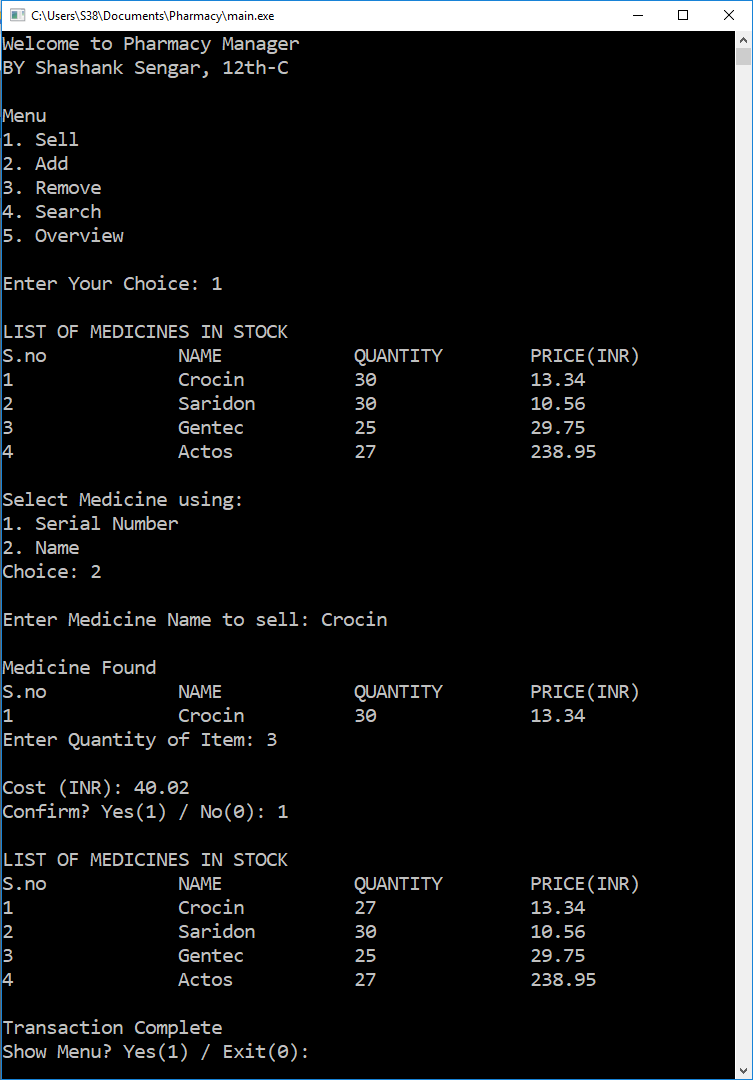 C:\Users\S38\Documents\Pharmacy\main.exe
Welcome to Pharmacy Manager
BY Shashank Sengar, 12th-C
Menu
1. Sell
2. Add
3. Remove
4. Search
5. Overview
Enter Your Choice: 1
LIST OF MEDICINES IN STOCK
S.no NAME QUANTITY PRICE(INR)
1 Crocin 30 13.34
2 Saridon 30 10.56
3 Gentec 25 29.75
4 Actos 27 238.95
Select Medicine using:
1. Serial Number
2. Name
Choice: 2
Enter Medicine Name to sell: Crocin
Medicine Found
S.no NAME QUANTITY PRICE(INR)
1 Crocin 30 13.34
Enter Quantity of Item: 3
Cost (INR): 40.02
Confirm? Yes(1) / No(0): 1
LIST OF MEDICINES IN STOCK
S.no NAME QUANTITY PRICE(INR)
1 Crocin 27 13.34
2 Saridon 30 10.56
3 Gentec 25 29.75
4 Actos 27 238.95
Transaction Complete
Show Menu? Yes(1) / Exit(0):